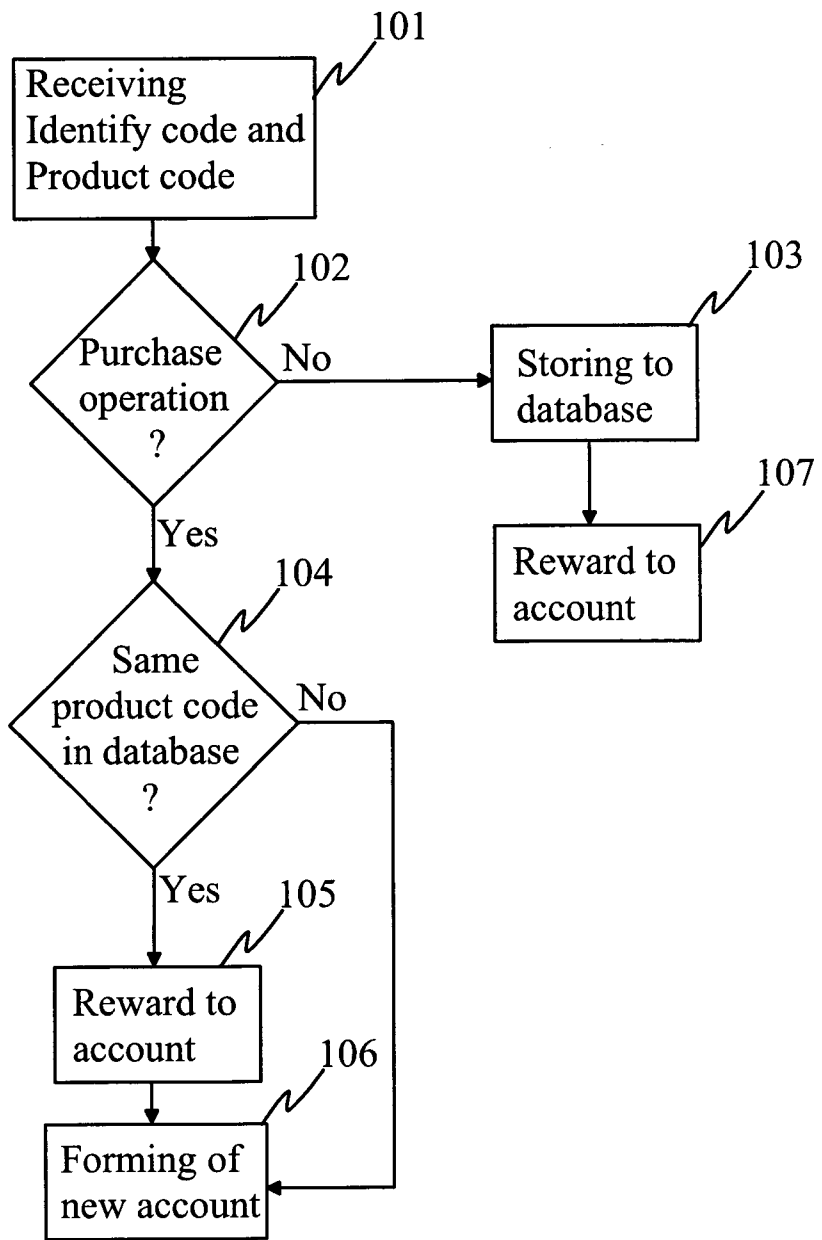 101
Receiving
Identify code and
Product code
102
Purchase
operation
?
No
103
Storing to
database
107
Reward to
account
Yes
104
Same
product code
in database
?
No
Yes
105
Reward to
account
106
Forming of
new account